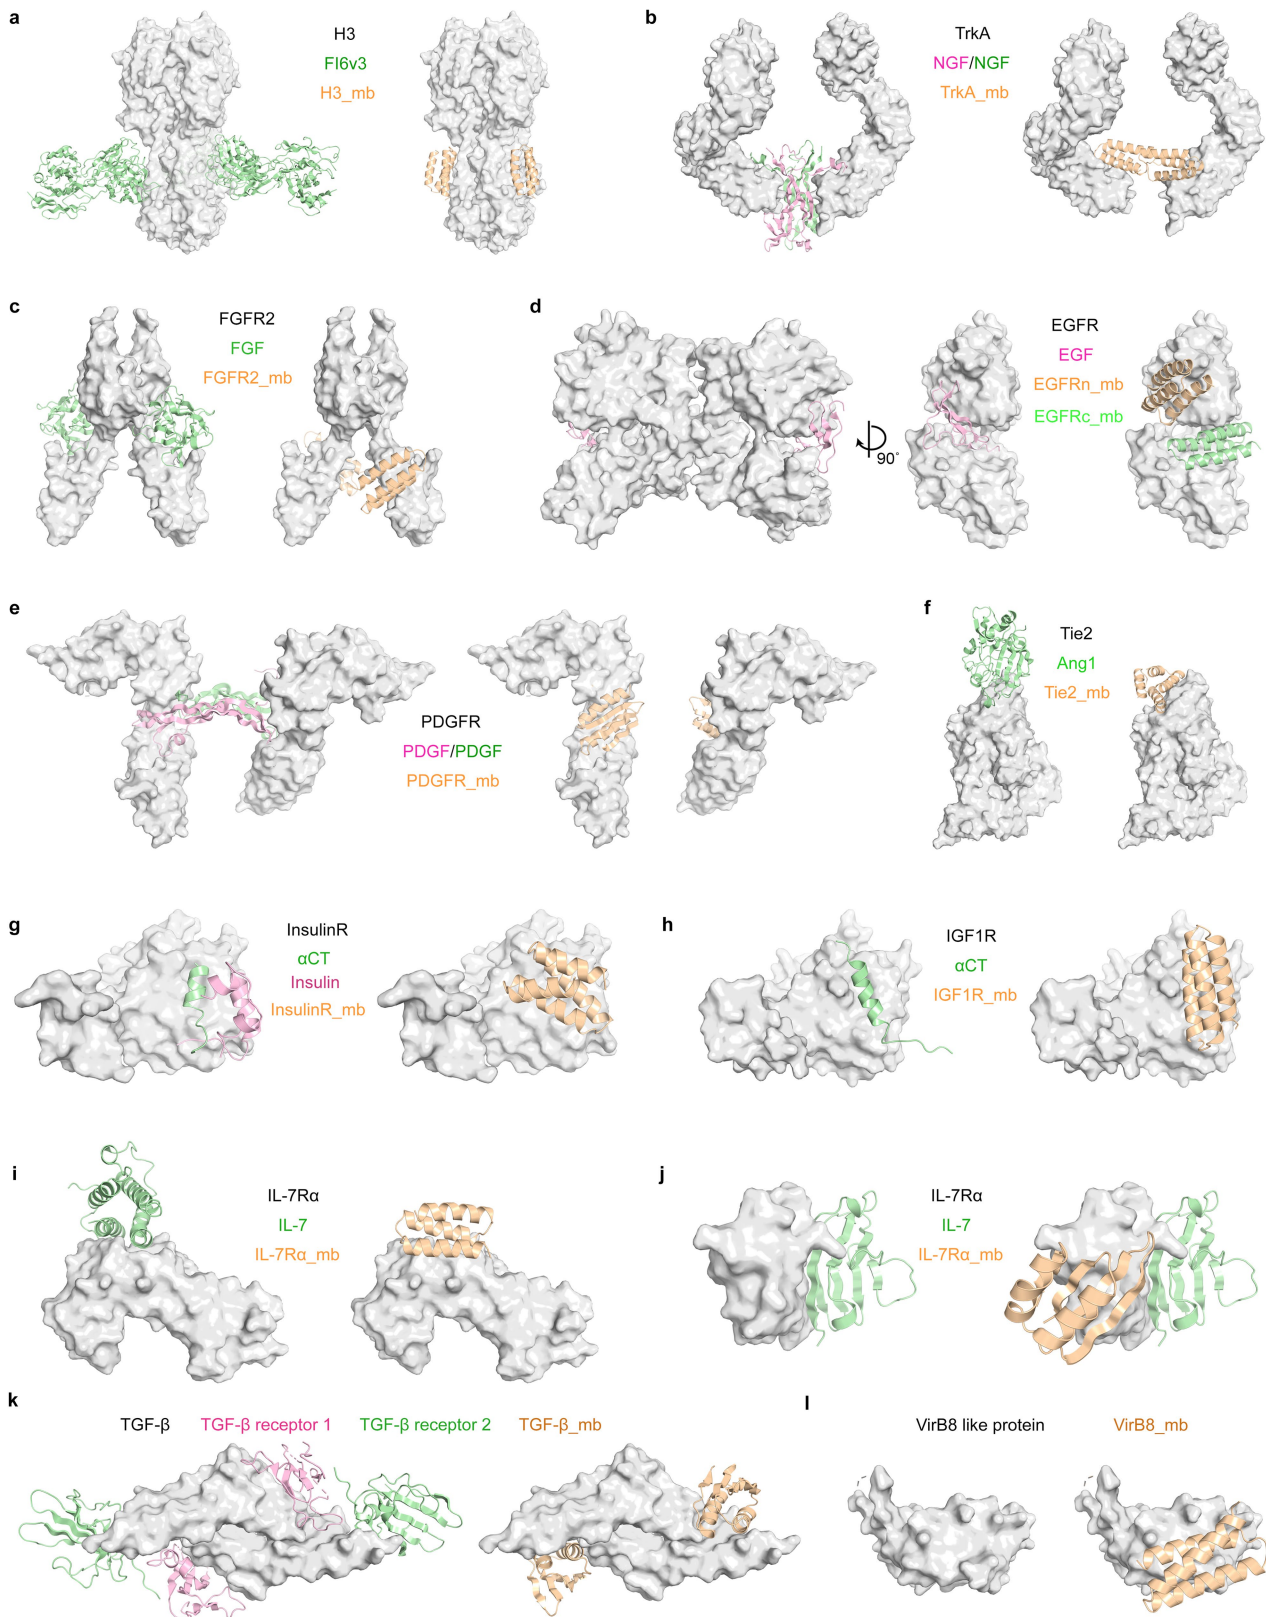 a
H3
FI6v3
H3_mb
b
TrkA
NGF/NGF
TrkA_mb
c
FGFR2
FGF
FGFR2_mb
d
90°
EGFR
EGF
EGFRn_mb
EGFRc_mb
e
PDGFR
PDGF/PDGF
PDGFR_mb
f
Tie2
Ang1
Tie2_mb
g
InsulinR
αCT
Insulin
InsulinR_mb
h
IGF1R
αCT
IGF1R_mb
i
IL-7Rα
IL-7
IL-7Rα_mb
j
IL-7Rα
IL-7
IL-7Rα_mb
k
TGF-β TGF-β receptor 1 TGF-β receptor 2 TGF-β_mb
l
VirB8 like protein VirB8_mb